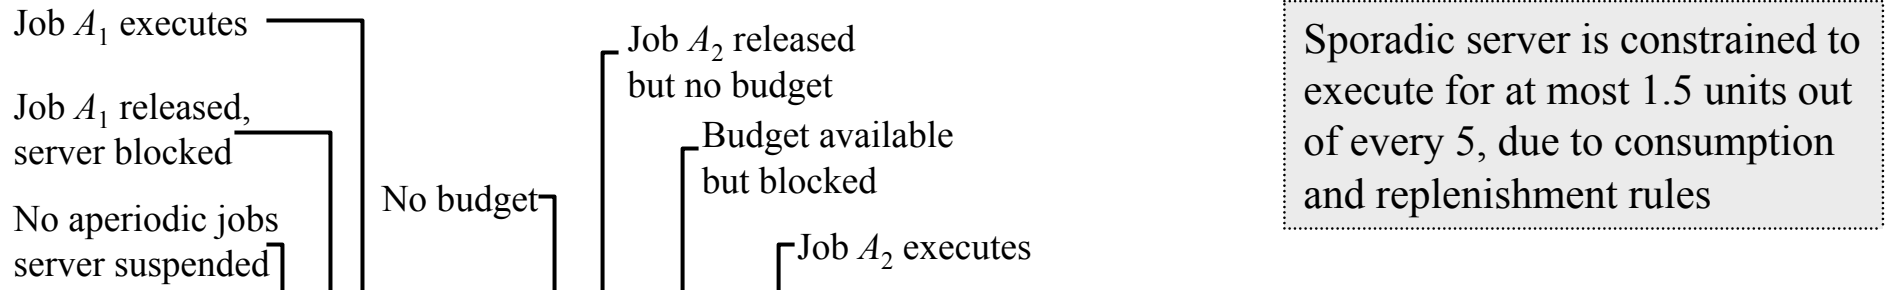 Job A₁ executes
Job A₁ released,
server blocked
No aperiodic jobs
server suspended
No budget
Job A₂ released
but no budget
Budget available
but blocked
Job A₂ executes
Sporadic server is constrained to
execute for at most 1.5 units out
of every 5, due to consumption
and replenishment rules